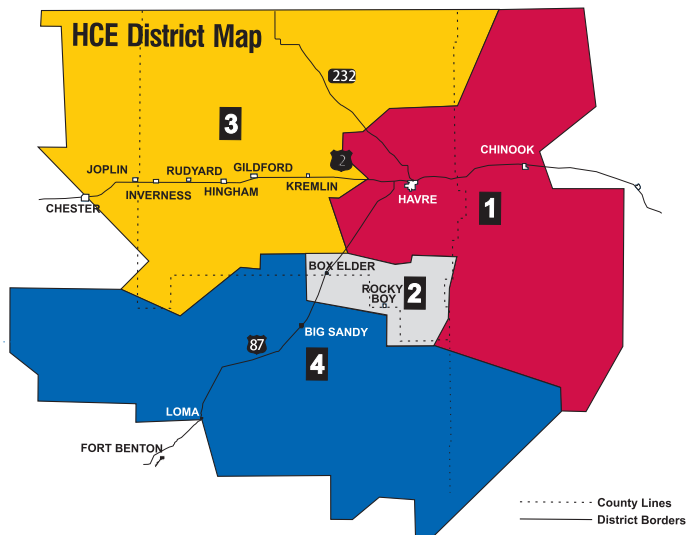 HCE District Map
232
3
2
CHINOOK
JOPLIN
RUDYARD
GILDFORD
INVERNESS
HINGHAM
KREMLIN
CHESTER
HAVRE
1
BOX ELDER
ROCKY
BOY
2
BIG SANDY
87
4
LOMA
FORT BENTON
County Lines
District Borders